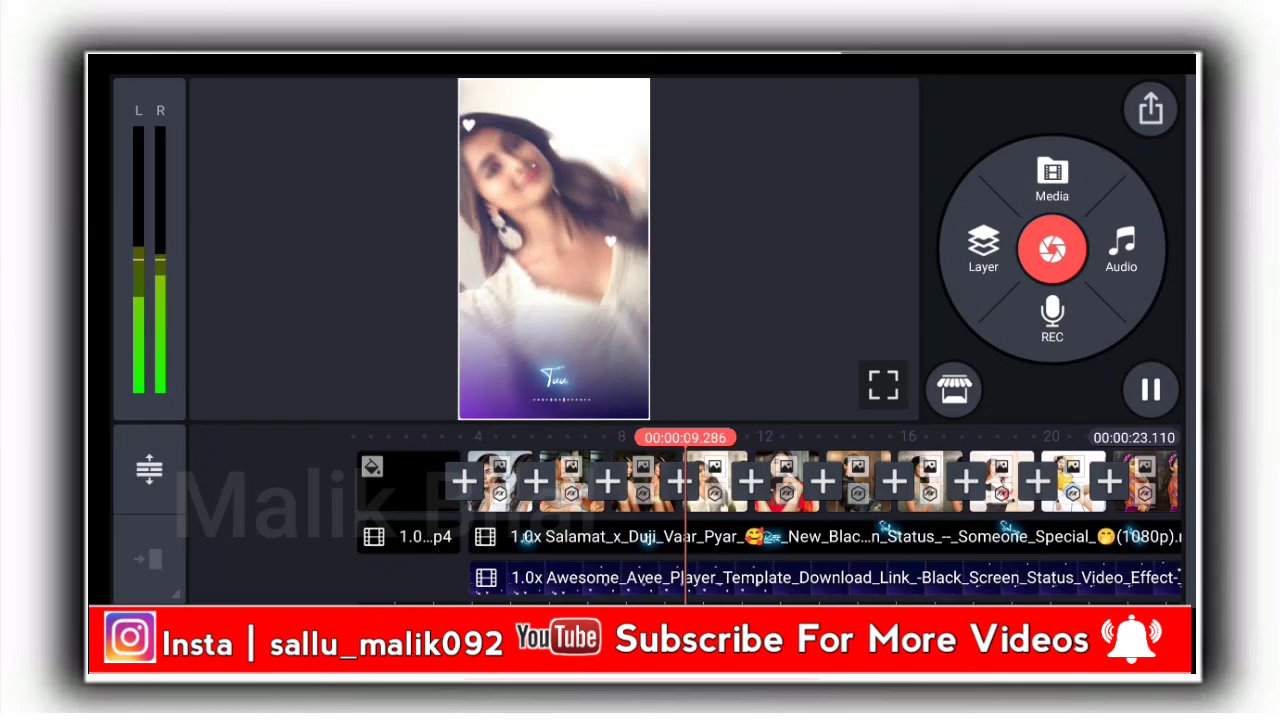 L R
Media
Layer
Audio
REC
Tuu
4 8 00:00:09.286 12 16 20 00:00:23.110
Malik Bhai
1.0...p4
1.0x Salamat_x_Duji_Vaar_Pyar_🥰_New_Blac...n_Status_--_Someone_Special_🤭(1080p).
1.0x Awesome_Avee_Player_Template_Download_Link_-Black_Screen_Status_Video_Effect-
Insta | sallu_malik092 YouTube Subscribe For More Videos